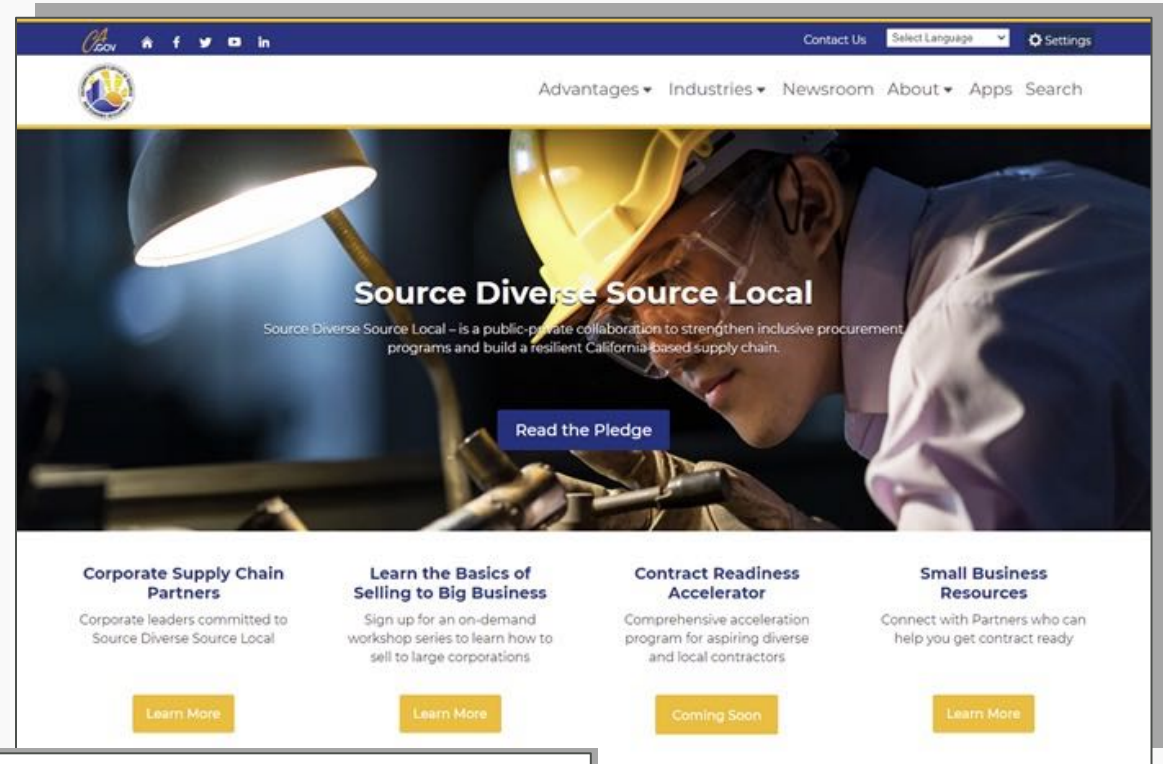 CA.GOV
Contact Us Select Language Settings
Advantages Industries Newsroom About Apps Search
Source Diverse Source Local
Source Diverse Source Local – is a public-private collaboration to strengthen inclusive procurement
programs and build a resilient California-based supply chain.
Read the Pledge
Corporate Supply Chain
Partners
Corporate leaders committed to
Source Diverse Source Local
Learn More
Learn the Basics of
Selling to Big Business
Sign up for an on-demand
workshop series to learn how to
sell to large corporations
Learn More
Contract Readiness
Accelerator
Comprehensive acceleration
program for aspiring diverse
and local contractors
Coming Soon
Small Business
Resources
Connect with Partners who can
help you get contract ready
Learn More